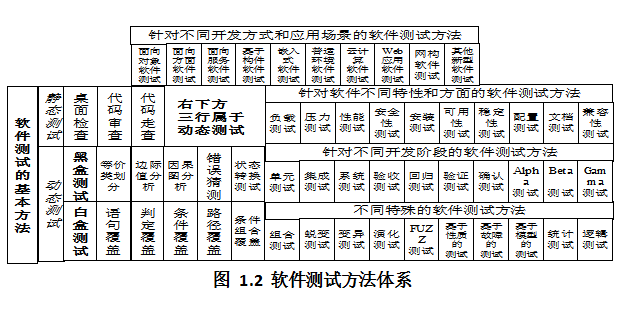 针对不同开发方式和应用场景的软件测试方法
面向对象软件测试 面向方面软件测试 面向服务软件测试 基于构件软件测试 嵌入式软件测试 普适环境软件测试 云计算软件测试 Web应用软件测试 网构软件测试 其他新型软件测试
软件测试的基本方法
静态测试 桌面检查 代码审查 代码走查
右下方
三行属于
动态测试
针对软件不同特性和方面的软件测试方法
负载测试 压力测试 性能测试 安全性测试 安装测试 可用性测试 稳定性测试 配置测试 文档测试 兼容性测试
动态测试
黑盒测试 等价类划分 边际值分析 因果图分析 错误猜测 状态转换测试
针对不同开发阶段的软件测试方法
单元测试 集成测试 系统测试 验收测试 回归测试 验证测试 确认测试 Alpha测试 Beta测试 Gamma测试
白盒测试 语句覆盖 判定覆盖 条件覆盖 路径覆盖 条件组合覆盖
不同特殊的软件测试方法
组合测试 蜕变测试 变异测试 演化测试 FUZZ测试 基于性质的测试 基于故障的测试 基于模型的测试 统计测试 逻辑测试
图 1.2 软件测试方法体系